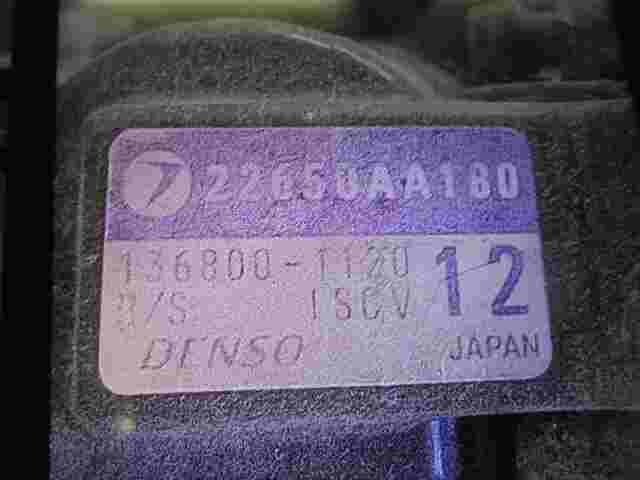 22650AA180
136800-1120
12
D/S ISCV
DENSO
JAPAN